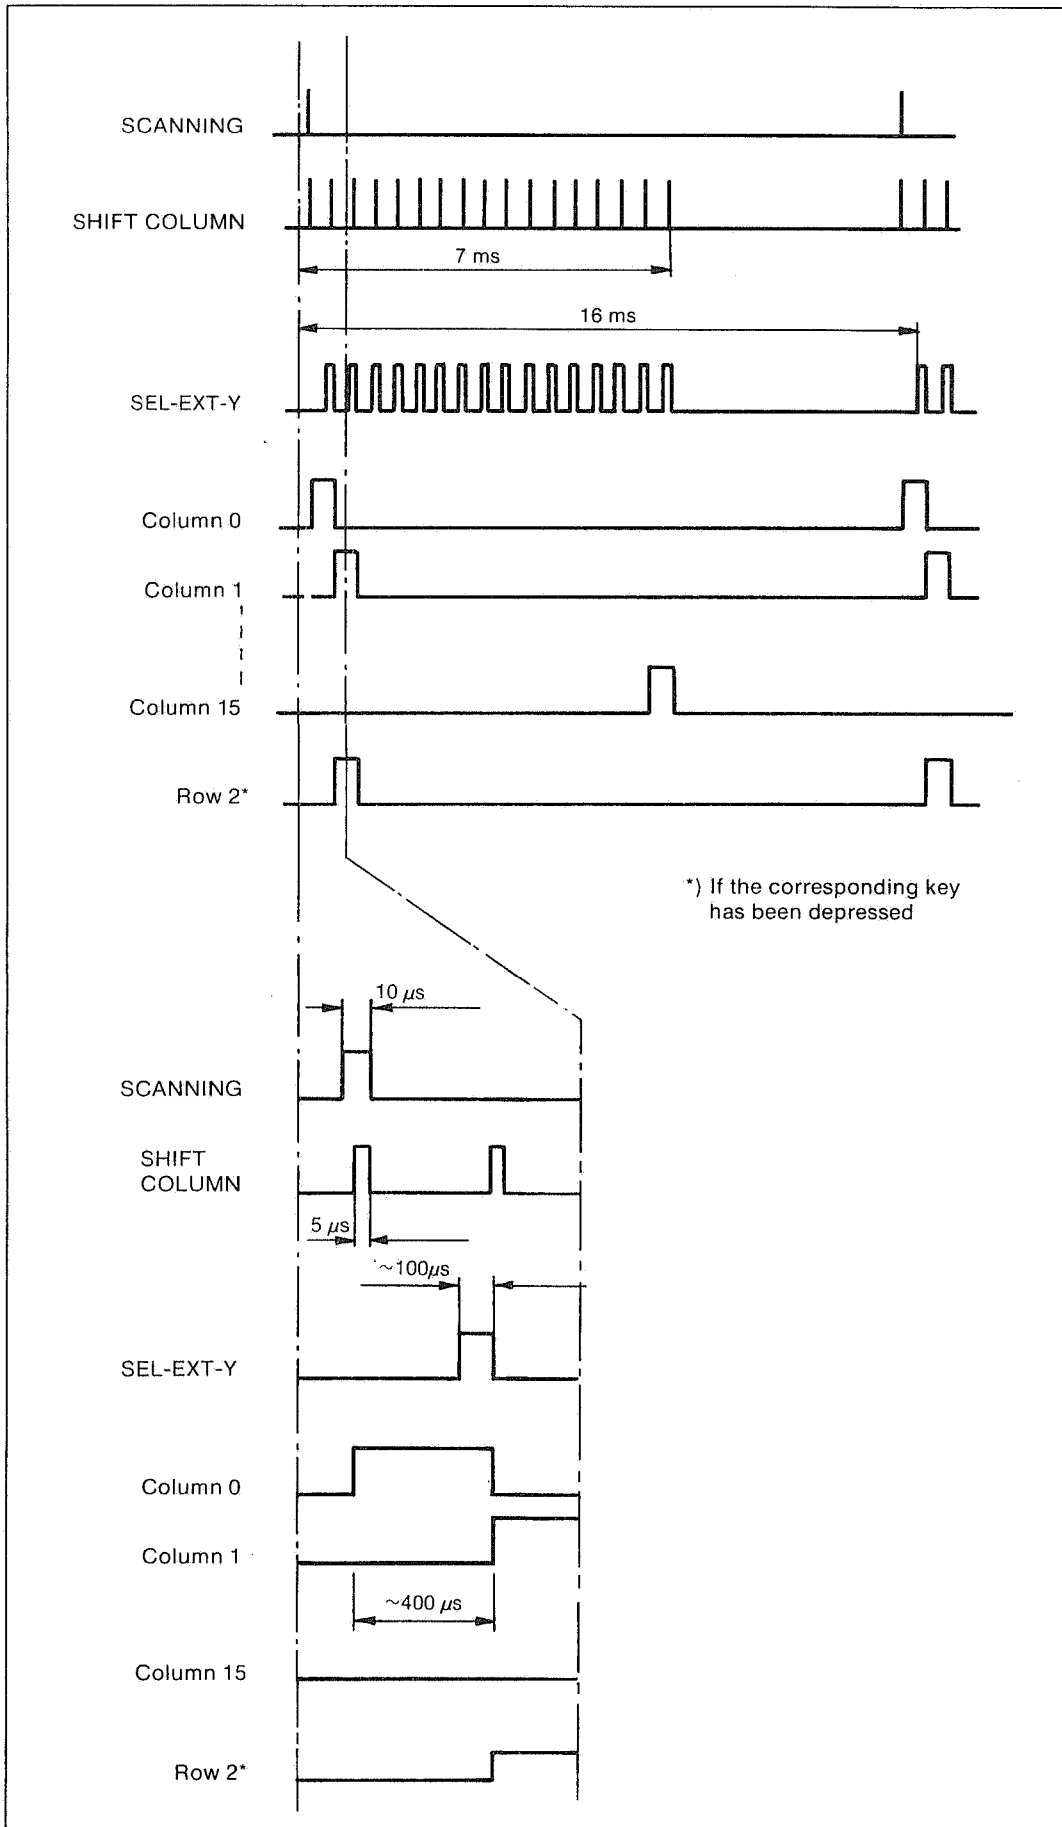 SCANNING
SHIFT COLUMN
7 ms
16 ms
SEL-EXT-Y
Column 0
Column 1
Column 15
Row 2*
*) If the corresponding key
has been depressed
10 μs
SCANNING
SHIFT
COLUMN
5 μs
~100μs
SEL-EXT-Y
Column 0
Column 1
~400 μs
Column 15
Row 2*